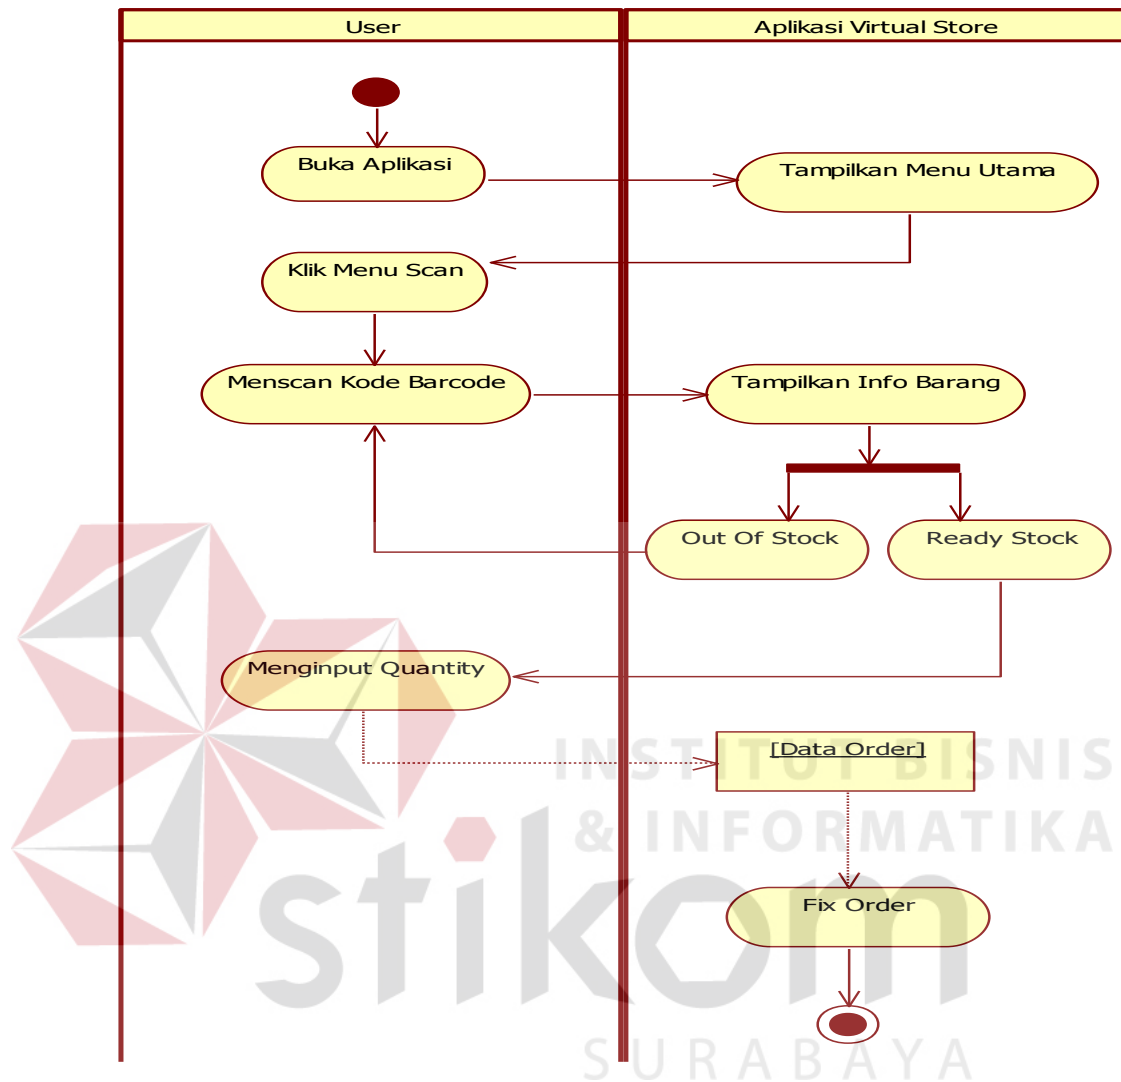 User
Aplikasi Virtual Store
Buka Aplikasi
Tampilkan Menu Utama
Klik Menu Scan
Menscan Kode Barcode
Tampilkan Info Barang
Out Of Stock
Ready Stock
Menginput Quantity
[Data Order]
Fix Order
INSTITUT BISNIS
& INFORMATIKA
stikom
SURABAYA